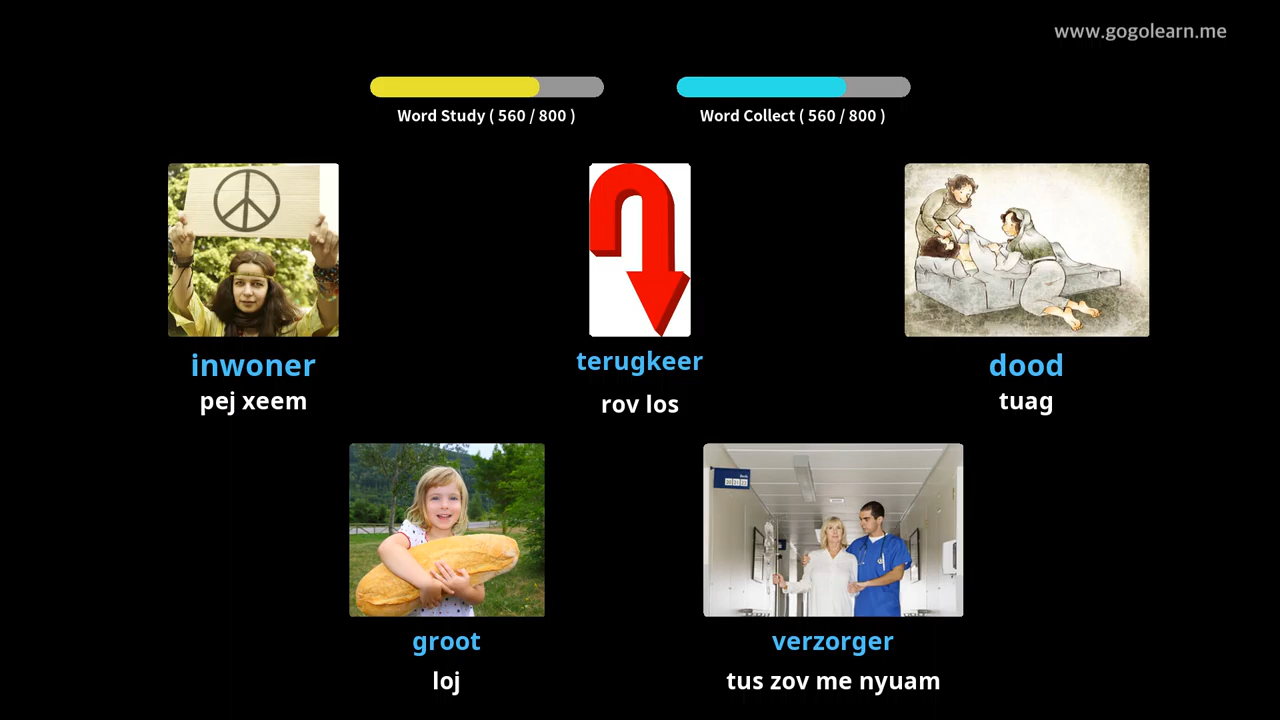 www.gogolearn.me
Word Study ( 560 / 800 )
Word Collect ( 560 / 800 )
inwoner
pej xeem
terugkeer
rov los
dood
tuag
groot
loj
verzorger
tus zov me nyuam